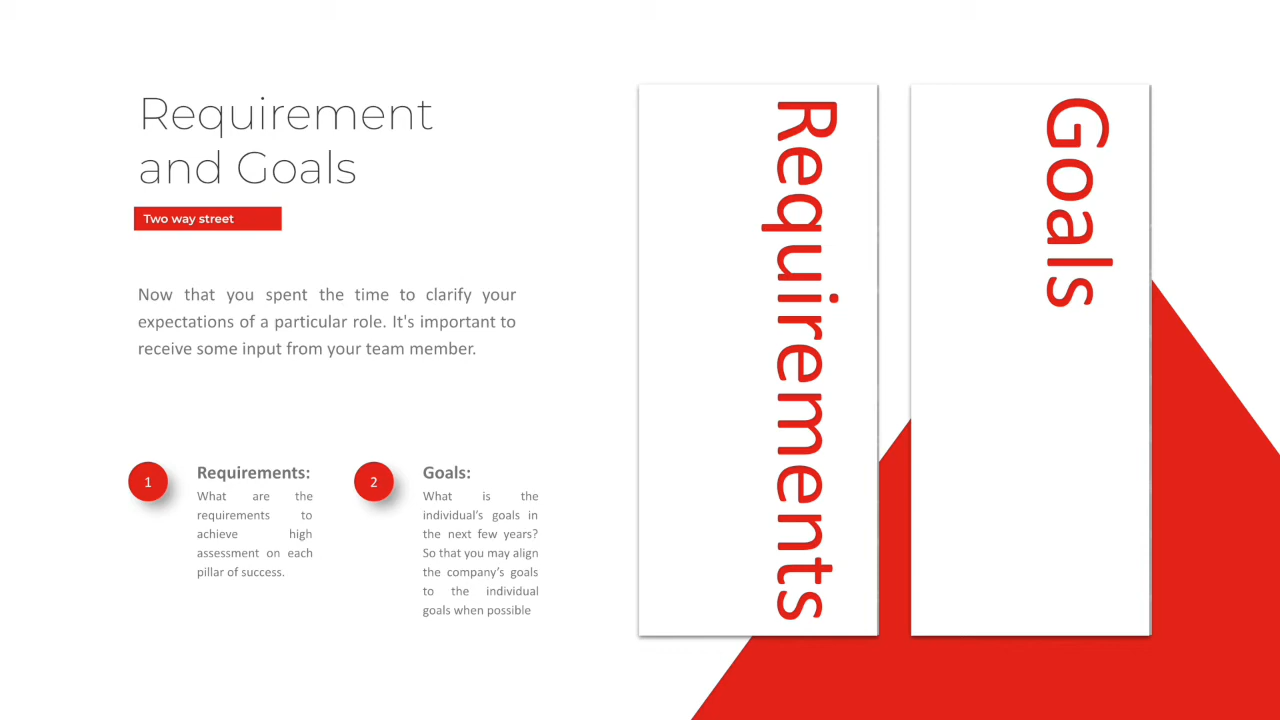 Requirement
and Goals
Two way street
Now that you spent the time to clarify your
expectations of a particular role. It's important to
receive some input from your team member.
1
Requirements:
What are the
requirements to
achieve high
assessment on each
pillar of success.
2
Goals:
What is the
individual’s goals in
the next few years?
So that you may align
the company’s goals
to the individual
goals when possible
Requirements
Goals